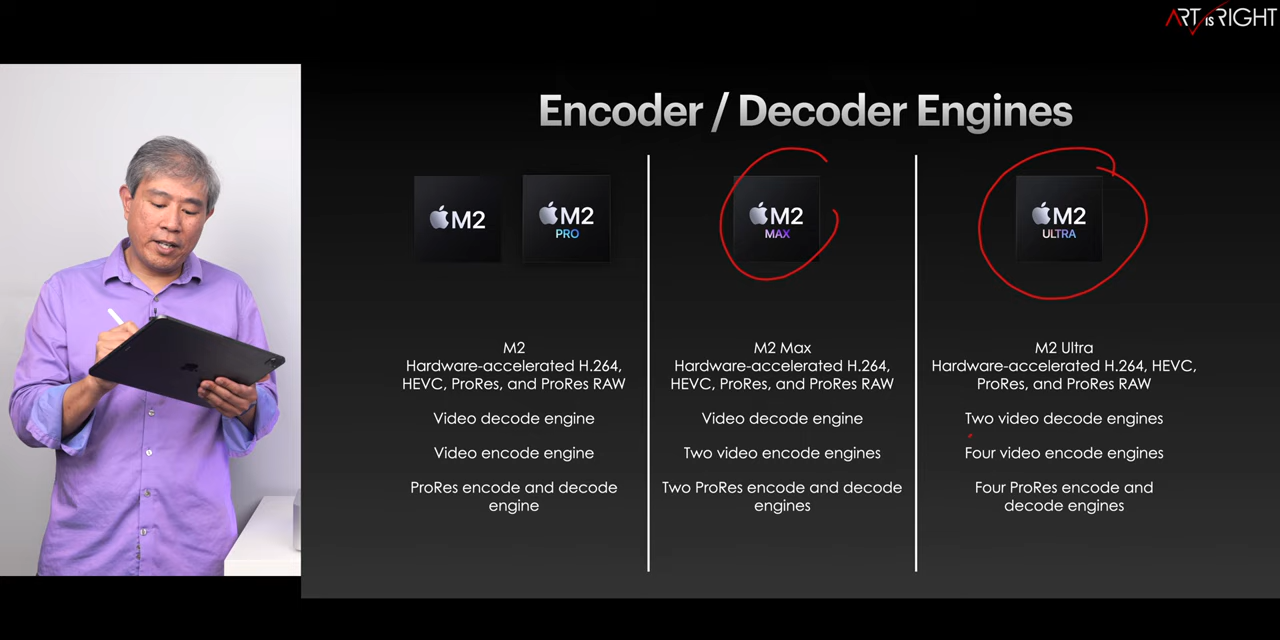 ART IS RIGHT
Encoder / Decoder Engines
M2
M2
PRO
M2
MAX
M2
ULTRA
M2
Hardware-accelerated H.264,
HEVC, ProRes, and ProRes RAW
Video decode engine
Video encode engine
ProRes encode and decode
engine
M2 Max
Hardware-accelerated H.264,
HEVC, ProRes, and ProRes RAW
Video decode engine
Two video encode engines
Two ProRes encode and decode
engines
M2 Ultra
Hardware-accelerated H.264, HEVC,
ProRes, and ProRes RAW
Two video decode engines
Four video encode engines
Four ProRes encode and
decode engines